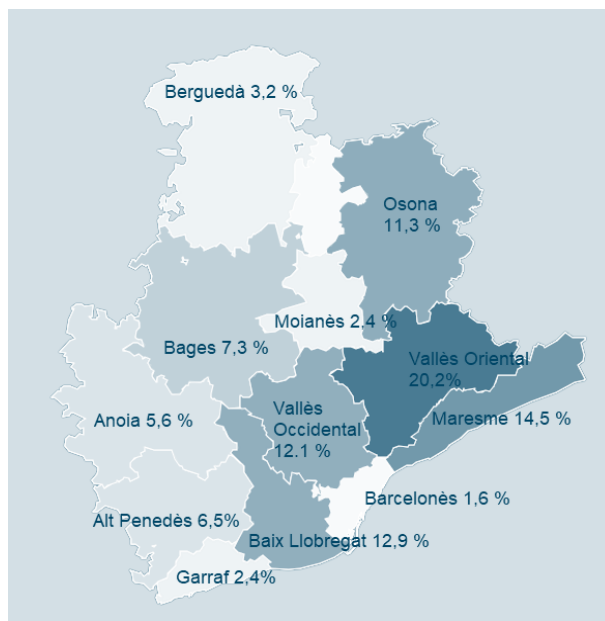 Berguedà 3,2 %
Osona
11,3 %
Moianès 2,4 %
Bages 7,3 %
Vallès Oriental
20,2%
Anoia 5,6 %
Vallès
Occidental
12.1 %
Maresme 14,5 %
Barcelonès 1,6 %
Alt Penedès 6,5%
Baix Llobregat 12,9 %
Garraf 2,4%